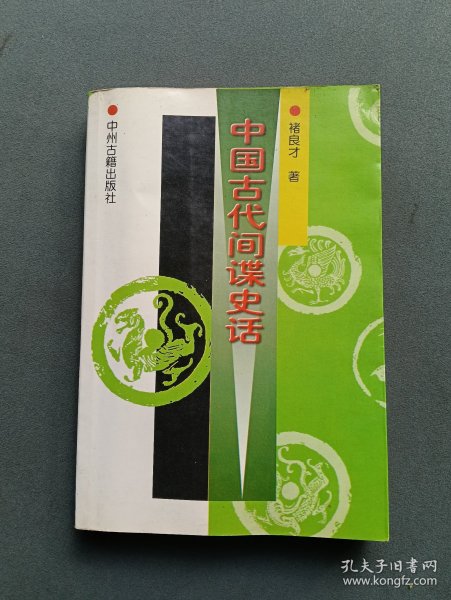 中国古代间谍史话
褚良才 著
中州古籍出版社
孔夫子旧书网
www.kongfz.com